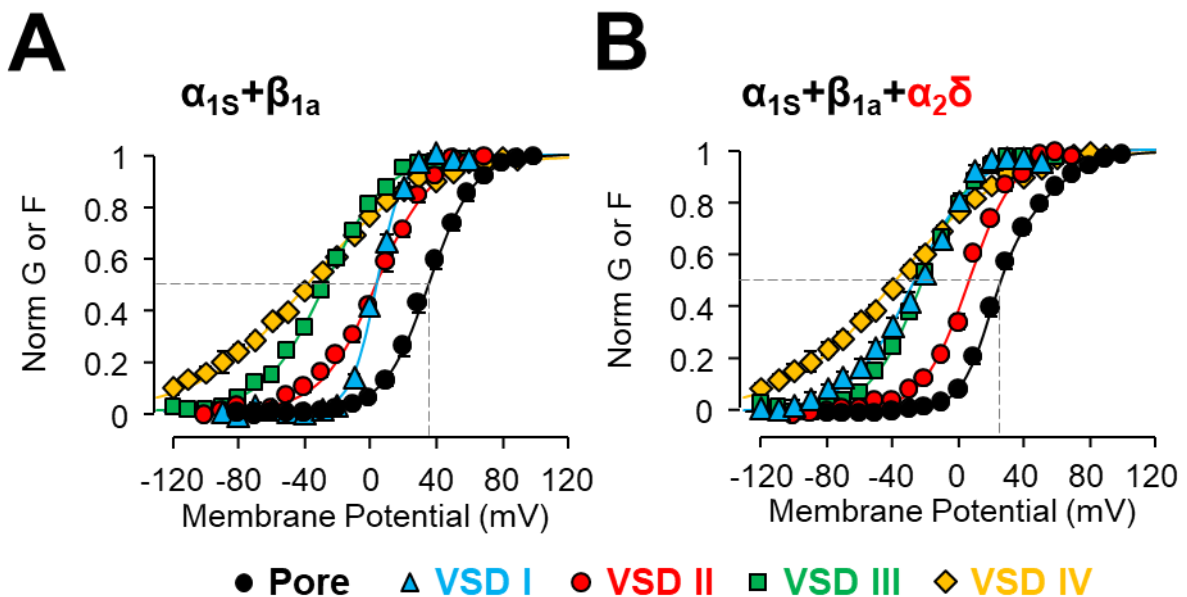 A
B
α1S+β1a
α1S+β1a+α2δ
Norm G or F
1
0.8
0.6
0.4
0.2
0
-120 -80 -40 0 40 80 120
Membrane Potential (mV)
Norm G or F
1
0.8
0.6
0.4
0.2
0
-120 -80 -40 0 40 80 120
Membrane Potential (mV)
Pore VSD I VSD II VSD III VSD IV